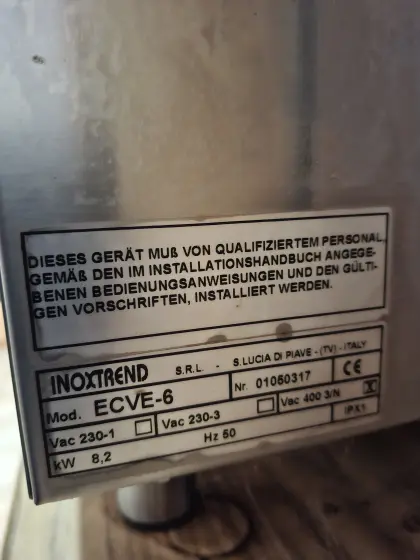 DIESES GERÄT MUß VON QUALIFIZIERTEM PERSONAL,
GEMÄß DEN IM INSTALLATIONSHANDBUCH ANGEGE-
BENEN BEDIENUNGSANWEISUNGEN UND DEN GÜLTI-
GEN VORSCHRIFTEN, INSTALLIERT WERDEN.
INOXTREND S.R.L. - S.LUCIA DI PIAVE - (TV) - ITALY
Mod. ECVE-6 Nr. 01050317 CE
Vac 230-1 Vac 230-3 Vac 400 3/N X
kW 8,2 Hz 50 IPX1